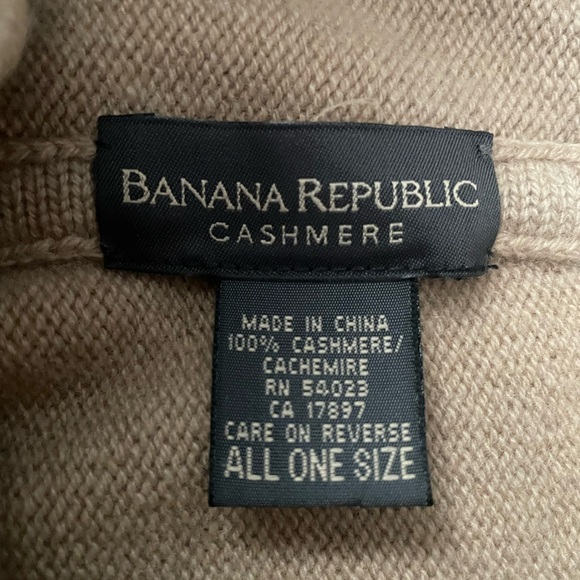 BANANA REPUBLIC
CASHMERE
MADE IN CHINA
100% CASHMERE/
CACHEMIRE
RN 54023
CA 17897
CARE ON REVERSE
ALL ONE SIZE